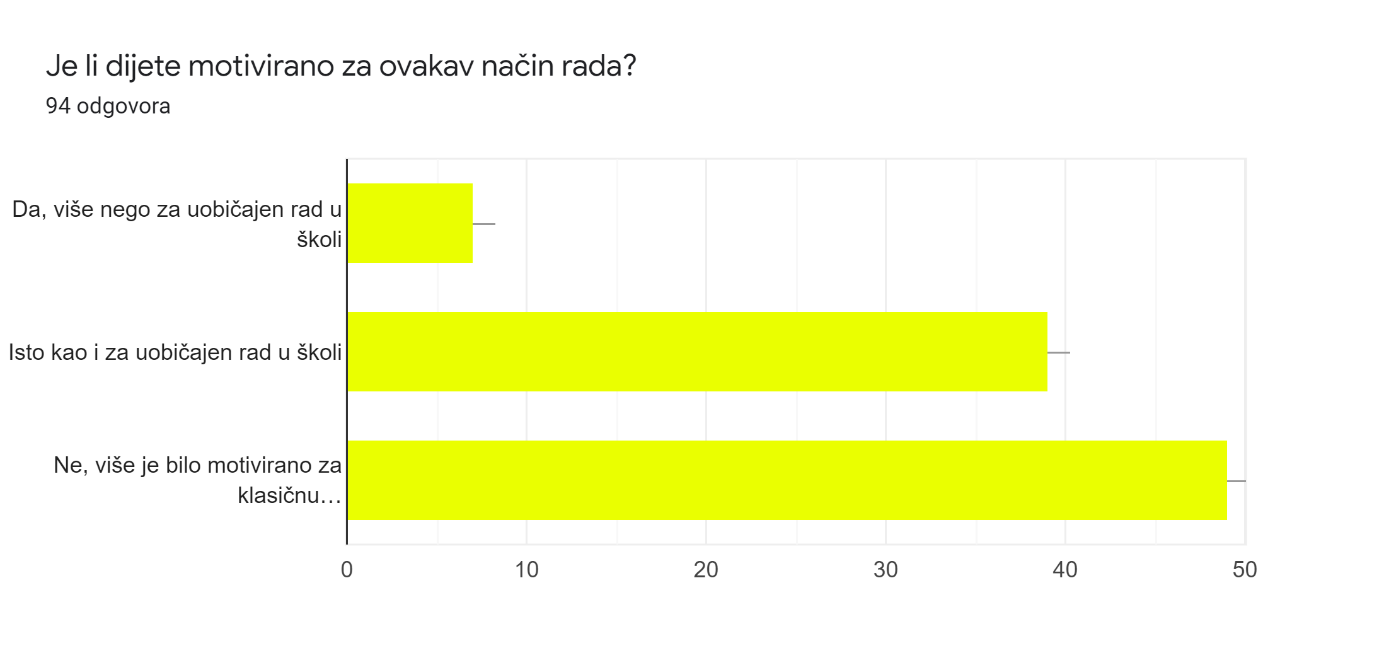 Je li dijete motivirano za ovakav način rada?
94 odgovora
Da, više nego za uobičajen rad u
školi
Isto kao i za uobičajen rad u školi
Ne, više je bilo motivirano za
klasičnu…
0 10 20 30 40 50